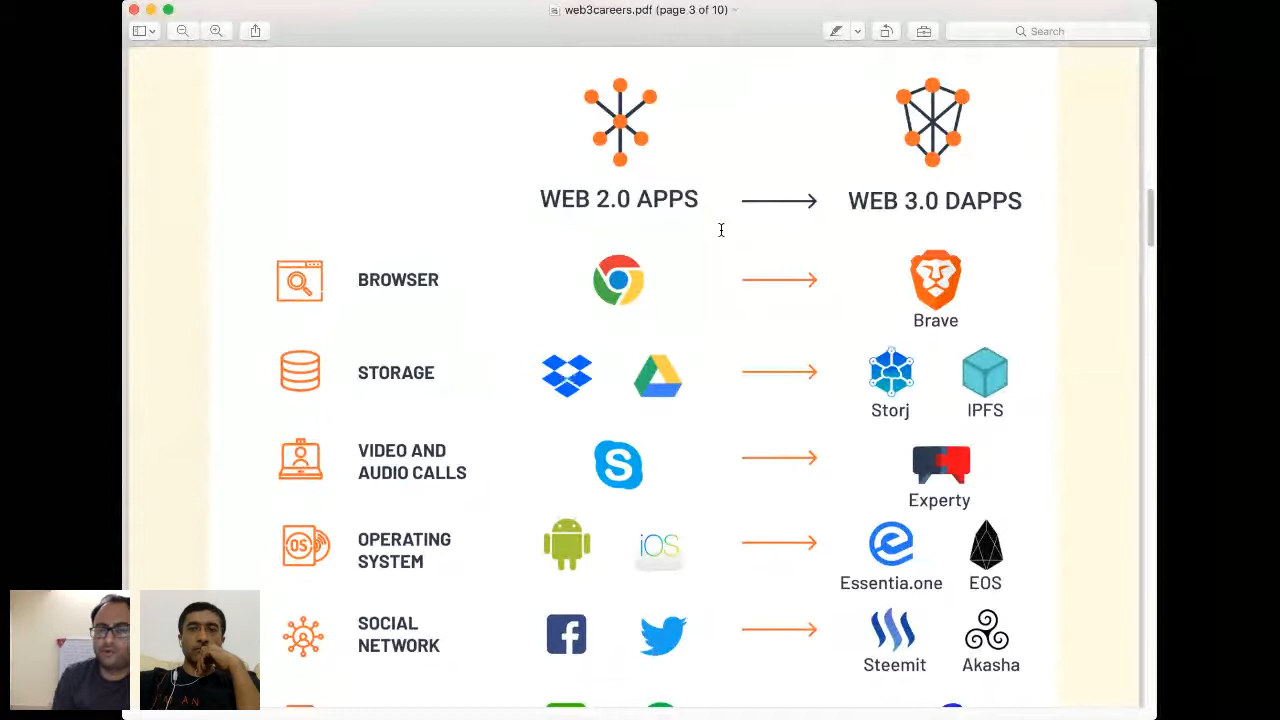 web3careers.pdf (page 3 of 10)
Search
WEB 2.0 APPS
WEB 3.0 DAPPS
BROWSER
Brave
STORAGE
Storj
IPFS
VIDEO AND
AUDIO CALLS
S
Experty
OS
OPERATING
SYSTEM
iOS
Essentia.one
EOS
SOCIAL
NETWORK
f
Steemit
Akasha